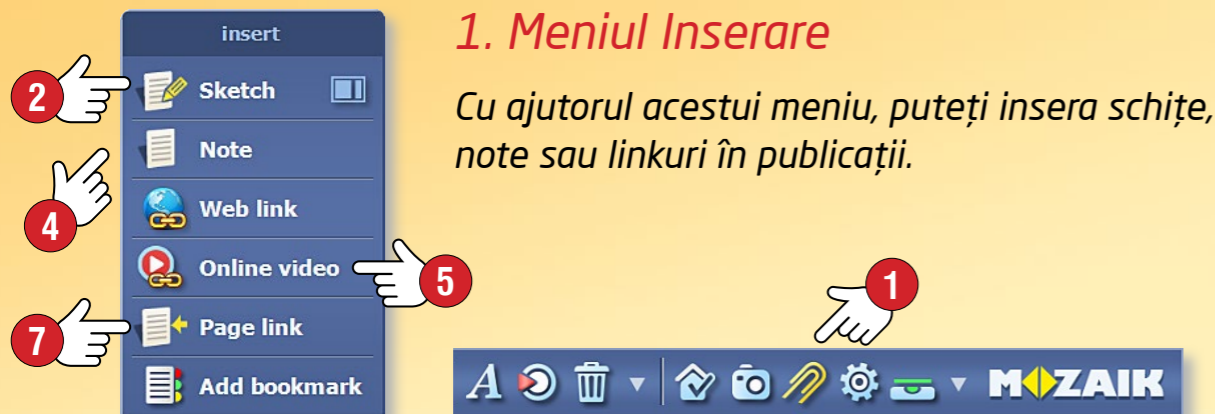 insert
2
Sketch
Note
4
Web link
Online video
5
7
Page link
Add bookmark
1. Meniul Inserare
Cu ajutorul acestui meniu, puteți insera schițe,
note sau linkuri în publicații.
1
A
MOZAIK